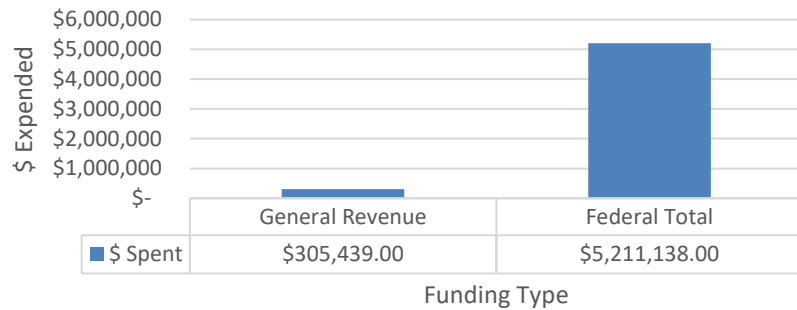 $6,000,000
$5,000,000
$4,000,000
$3,000,000
$2,000,000
$1,000,000
$-
$ Expended
General Revenue Federal Total
$ Spent $305,439.00 $5,211,138.00
Funding Type